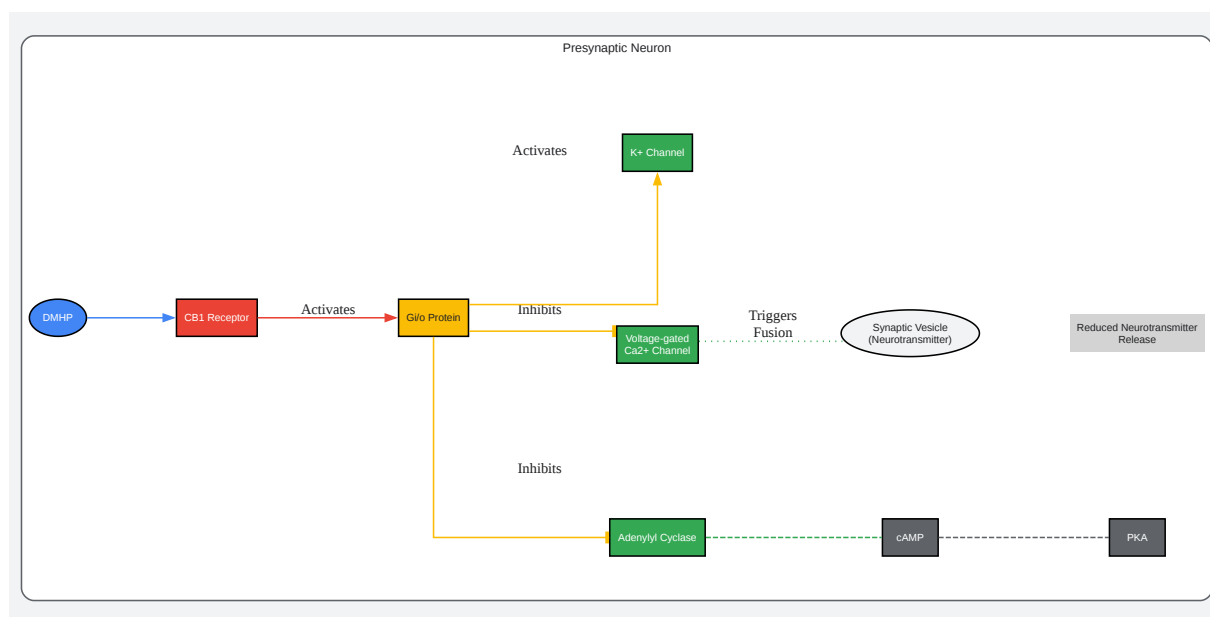 Presynaptic Neuron
Activates
K+ Channel
DMHP
CB1 Receptor
Activates
Gi/o Protein
Inhibits
Voltage-gated
Ca2+ Channel
Triggers
Fusion
Synaptic Vesicle
(Neurotransmitter)
Reduced Neurotransmitter
Release
Inhibits
Adenylyl Cyclase
cAMP
PKA